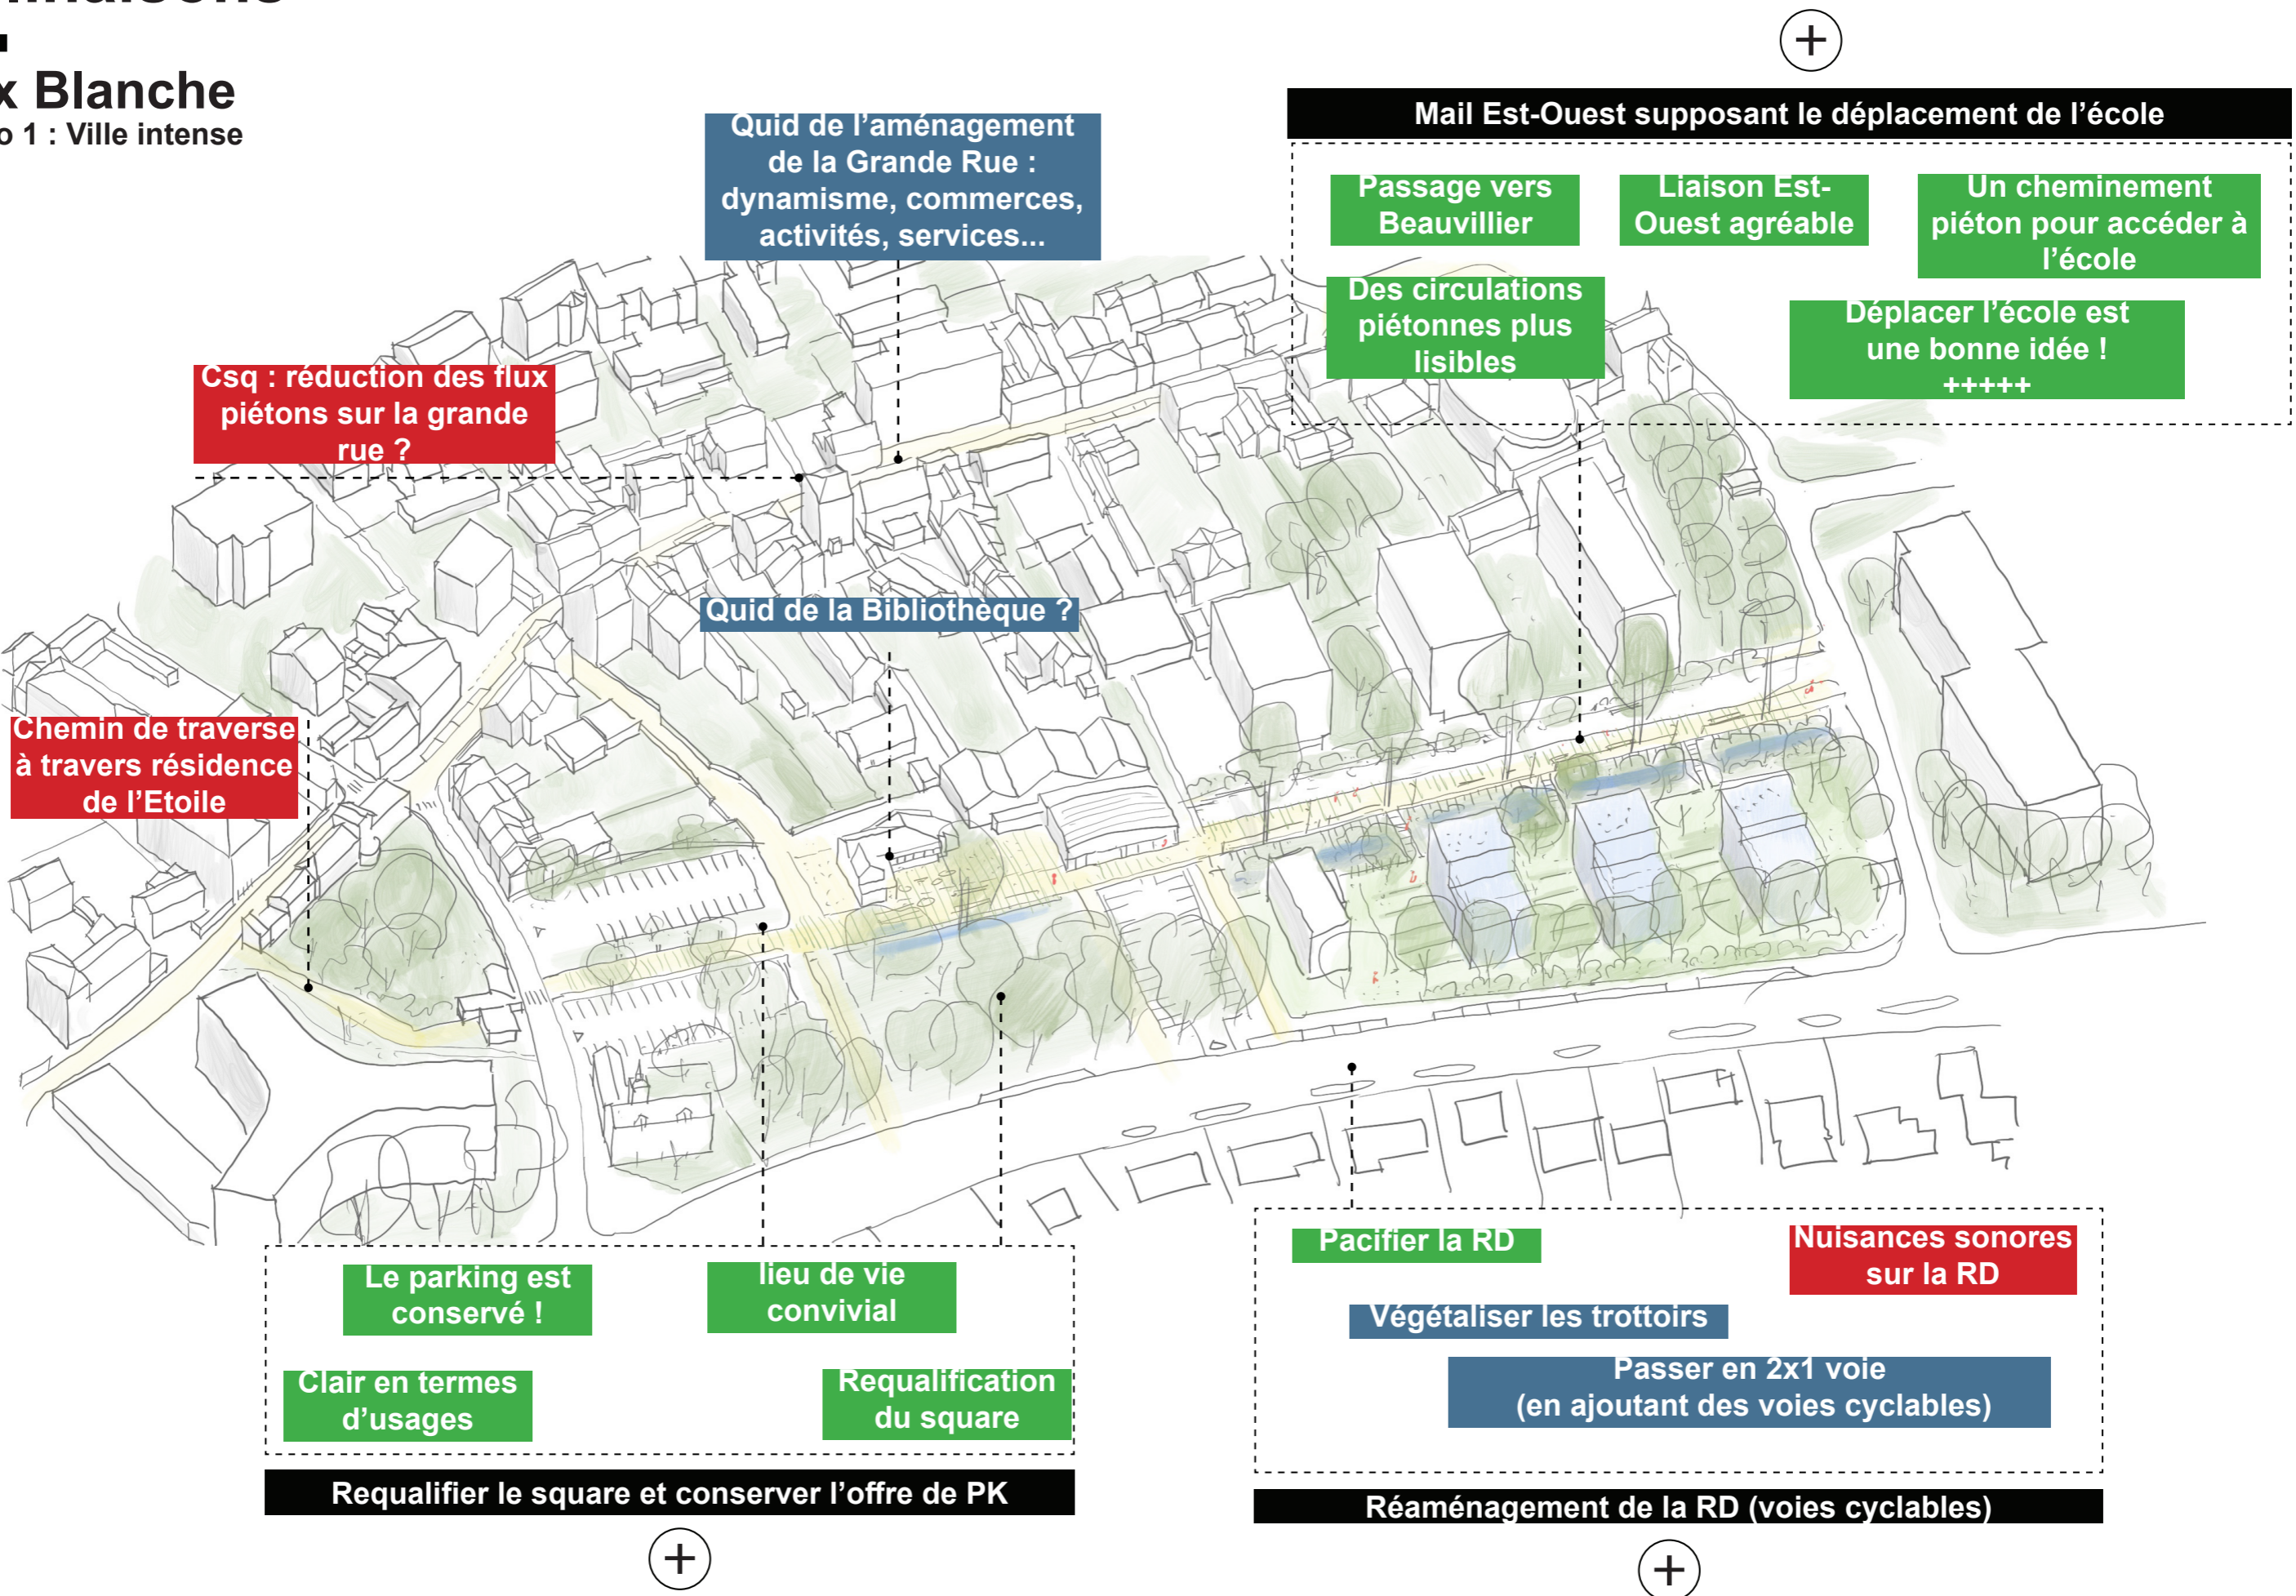 x Blanche
o 1 : Ville intense
Quid de l’aménagement
de la Grande Rue :
dynamisme, commerces,
activités, services...
+
Mail Est-Ouest supposant le déplacement de l’école
Passage vers
Beauvillier
Liaison Est-
Ouest agréable
Un cheminement
piéton pour accéder à
l’école
Des circulations
piétonnes plus
lisibles
Déplacer l’école est
une bonne idée !
+++++
Csq : réduction des flux
piétons sur la grande
rue ?
Quid de la Bibliothèque ?
Chemin de traverse
à travers résidence
de l’Etoile
Le parking est
conservé !
lieu de vie
convivial
Clair en termes
d’usages
Requalification
du square
Requalifier le square et conserver l’offre de PK
+
Pacifier la RD
Nuisances sonores
sur la RD
Végétaliser les trottoirs
Passer en 2x1 voie
(en ajoutant des voies cyclables)
Réaménagement de la RD (voies cyclables)
+